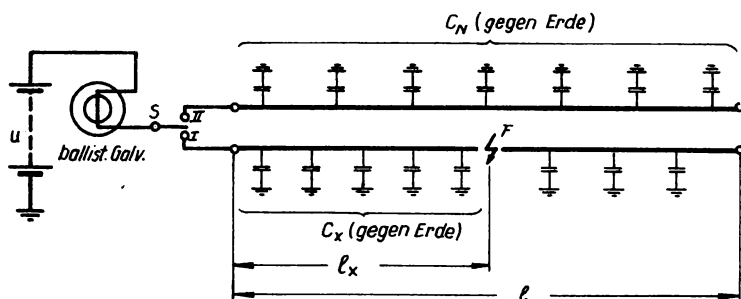 C_N (gegen Erde)
S
II
I
u
ballist. Galv.
F
C_x (gegen Erde)
l_x
l